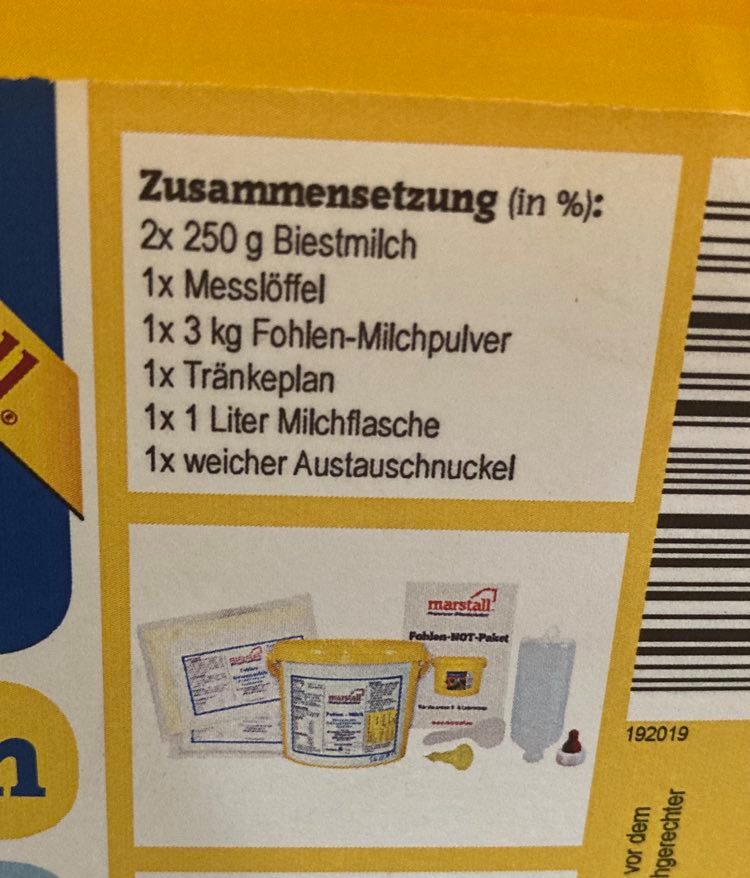 Zusammensetzung (in %):
2x 250 g Biestmilch
1x Messlöffel
1x 3 kg Fohlen-Milchpulver
1x Tränkeplan
1x 1 Liter Milchflasche
1x weicher Austauschnuckel
marstall
Fohlen-NOT-Paket
marstall
192019
vor dem
hgerechter